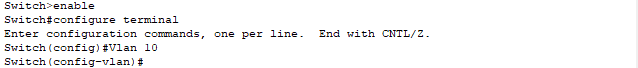 Switch>enable
Switch#configure terminal
Enter configuration commands, one per line.  End with CNTL/Z.
Switch(config)#Vlan 10
Switch(config-vlan)#